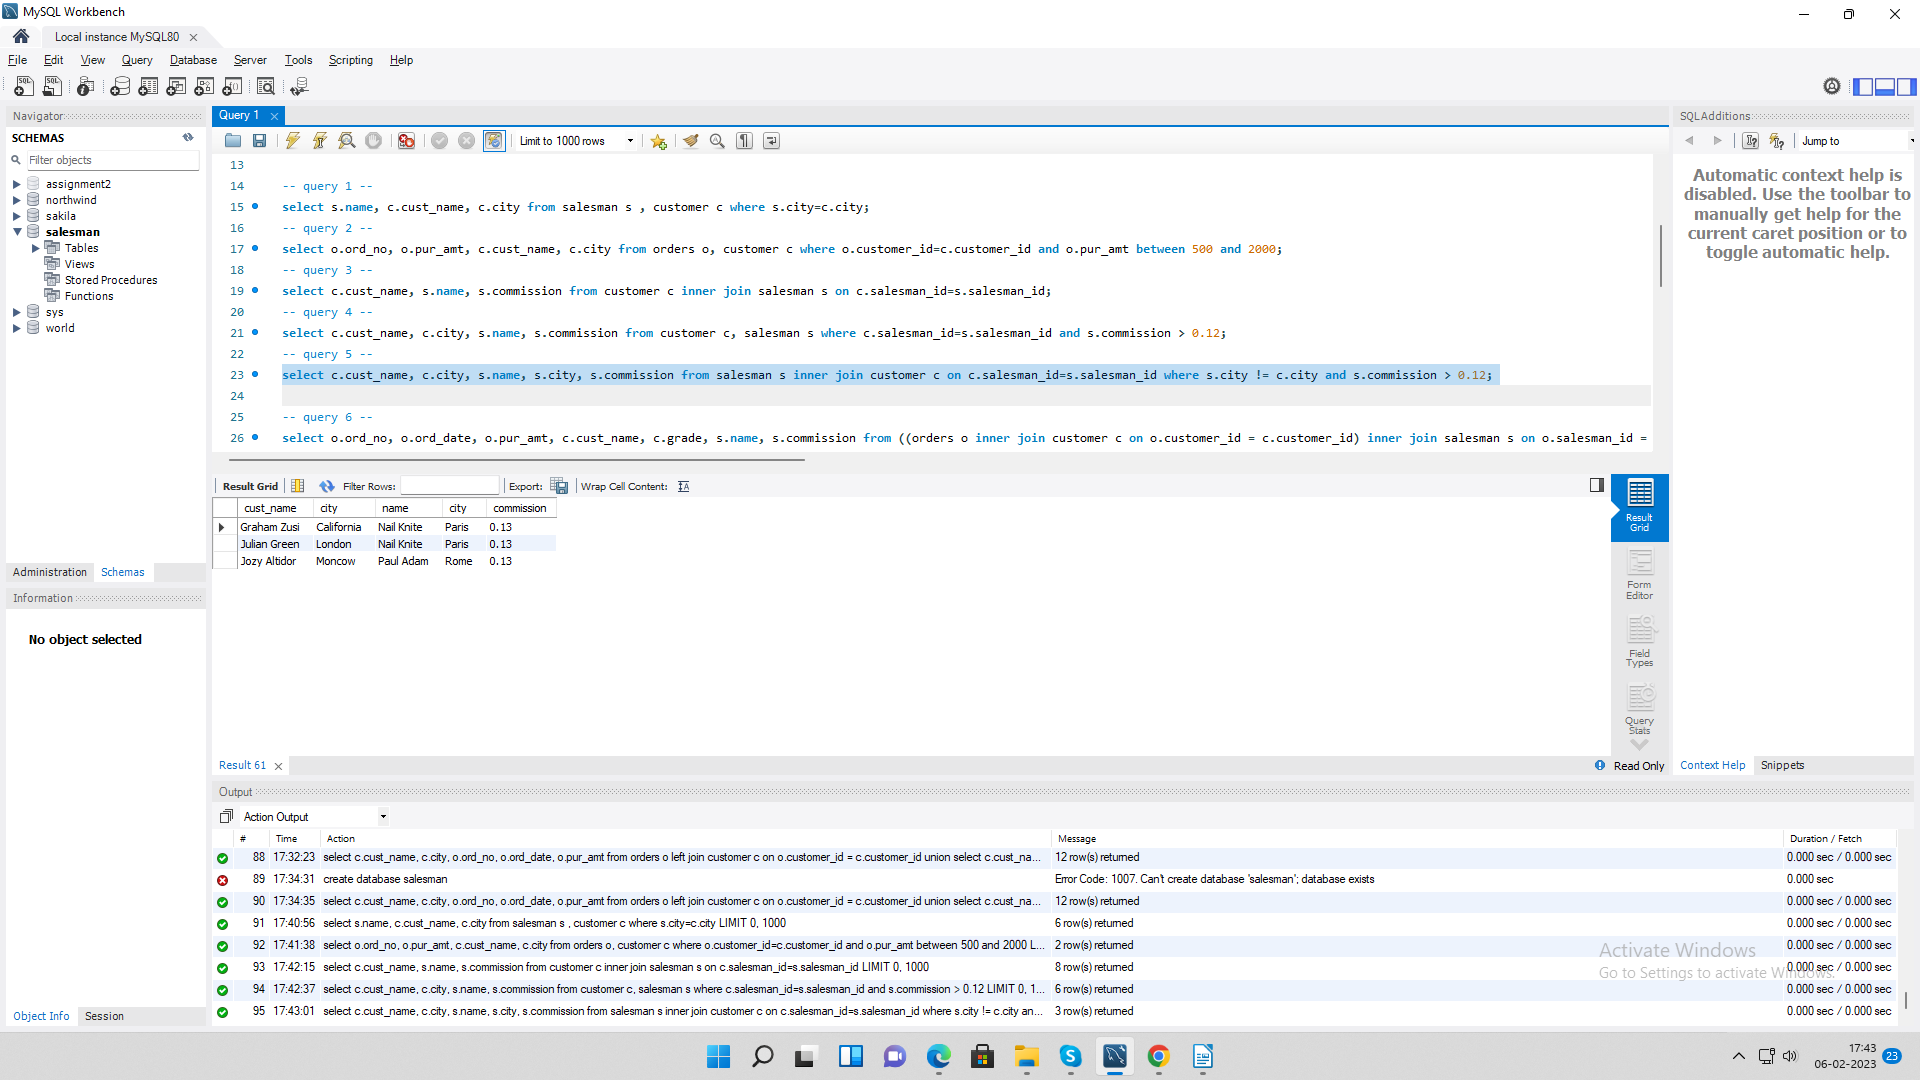 MySQL Workbench
Local instance MySQL80
File Edit View Query Database Server Tools Scripting Help
Navigator
SCHEMAS
Filter objects
assignment2
northwind
sakila
salesman
Tables
Views
Stored Procedures
Functions
sys
world
Administration Schemas
Information
No object selected
Object Info Session
Query 1
Limit to 1000 rows
13
14 -- query 1 --
15 select s.name, c.cust_name, c.city from salesman s , customer c where s.city=c.city;
16 -- query 2 --
17 select o.ord_no, o.pur_amt, c.cust_name, c.city from orders o, customer c where o.customer_id=c.customer_id and o.pur_amt between 500 and 2000;
18 -- query 3 --
19 select c.cust_name, s.name, s.commission from customer c inner join salesman s on c.salesman_id=s.salesman_id;
20 -- query 4 --
21 select c.cust_name, c.city, s.name, s.commission from customer c, salesman s where c.salesman_id=s.salesman_id and s.commission > 0.12;
22 -- query 5 --
23 select c.cust_name, c.city, s.name, s.city, s.commission from salesman s inner join customer c on c.salesman_id=s.salesman_id where s.city != c.city and s.commission > 0.12;
24
25 -- query 6 --
26 select o.ord_no, o.ord_date, o.pur_amt, c.cust_name, c.grade, s.name, s.commission from ((orders o inner join customer c on o.customer_id = c.customer_id) inner join salesman s on o.salesman_id =
Result Grid Filter Rows: Export: Wrap Cell Content:
cust_name city name city commission
Graham Zusi California Nail Knite Paris 0.13
Julian Green London Nail Knite Paris 0.13
Jozy Altidor Moncow Paul Adam Rome 0.13
Result Grid
Form Editor
Field Types
Query Stats
Result 61
Read Only
SQLAdditions
Jump to
Automatic context help is
disabled. Use the toolbar to
manually get help for the
current caret position or to
toggle automatic help.
Context Help Snippets
Output
Action Output
# Time Action Message Duration / Fetch
88 17:32:23 select c.cust_name, c.city, o.ord_no, o.ord_date, o.pur_amt from orders o left join customer c on o.customer_id = c.customer_id union select c.cust_na... 12 row(s) returned 0.000 sec / 0.000 sec
89 17:34:31 create database salesman Error Code: 1007. Can't create database 'salesman'; database exists 0.000 sec
90 17:34:35 select c.cust_name, c.city, o.ord_no, o.ord_date, o.pur_amt from orders o left join customer c on o.customer_id = c.customer_id union select c.cust_na... 12 row(s) returned 0.000 sec / 0.000 sec
91 17:40:56 select s.name, c.cust_name, c.city from salesman s , customer c where s.city=c.city LIMIT 0, 1000 6 row(s) returned 0.000 sec / 0.000 sec
92 17:41:38 select o.ord_no, o.pur_amt, c.cust_name, c.city from orders o, customer c where o.customer_id=c.customer_id and o.pur_amt between 500 and 2000 L... 2 row(s) returned 0.000 sec / 0.000 sec
93 17:42:15 select c.cust_name, s.name, s.commission from customer c inner join salesman s on c.salesman_id=s.salesman_id LIMIT 0, 1000 8 row(s) returned 0.000 sec / 0.000 sec
94 17:42:37 select c.cust_name, c.city, s.name, s.commission from customer c, salesman s where c.salesman_id=s.salesman_id and s.commission > 0.12 LIMIT 0, 1... 6 row(s) returned 0.000 sec / 0.000 sec
95 17:43:01 select c.cust_name, c.city, s.name, s.city, s.commission from salesman s inner join customer c on c.salesman_id=s.salesman_id where s.city != c.city an... 3 row(s) returned 0.000 sec / 0.000 sec
Activate Windows
Go to Settings to activate Windows.
17:43
06-02-2023
23